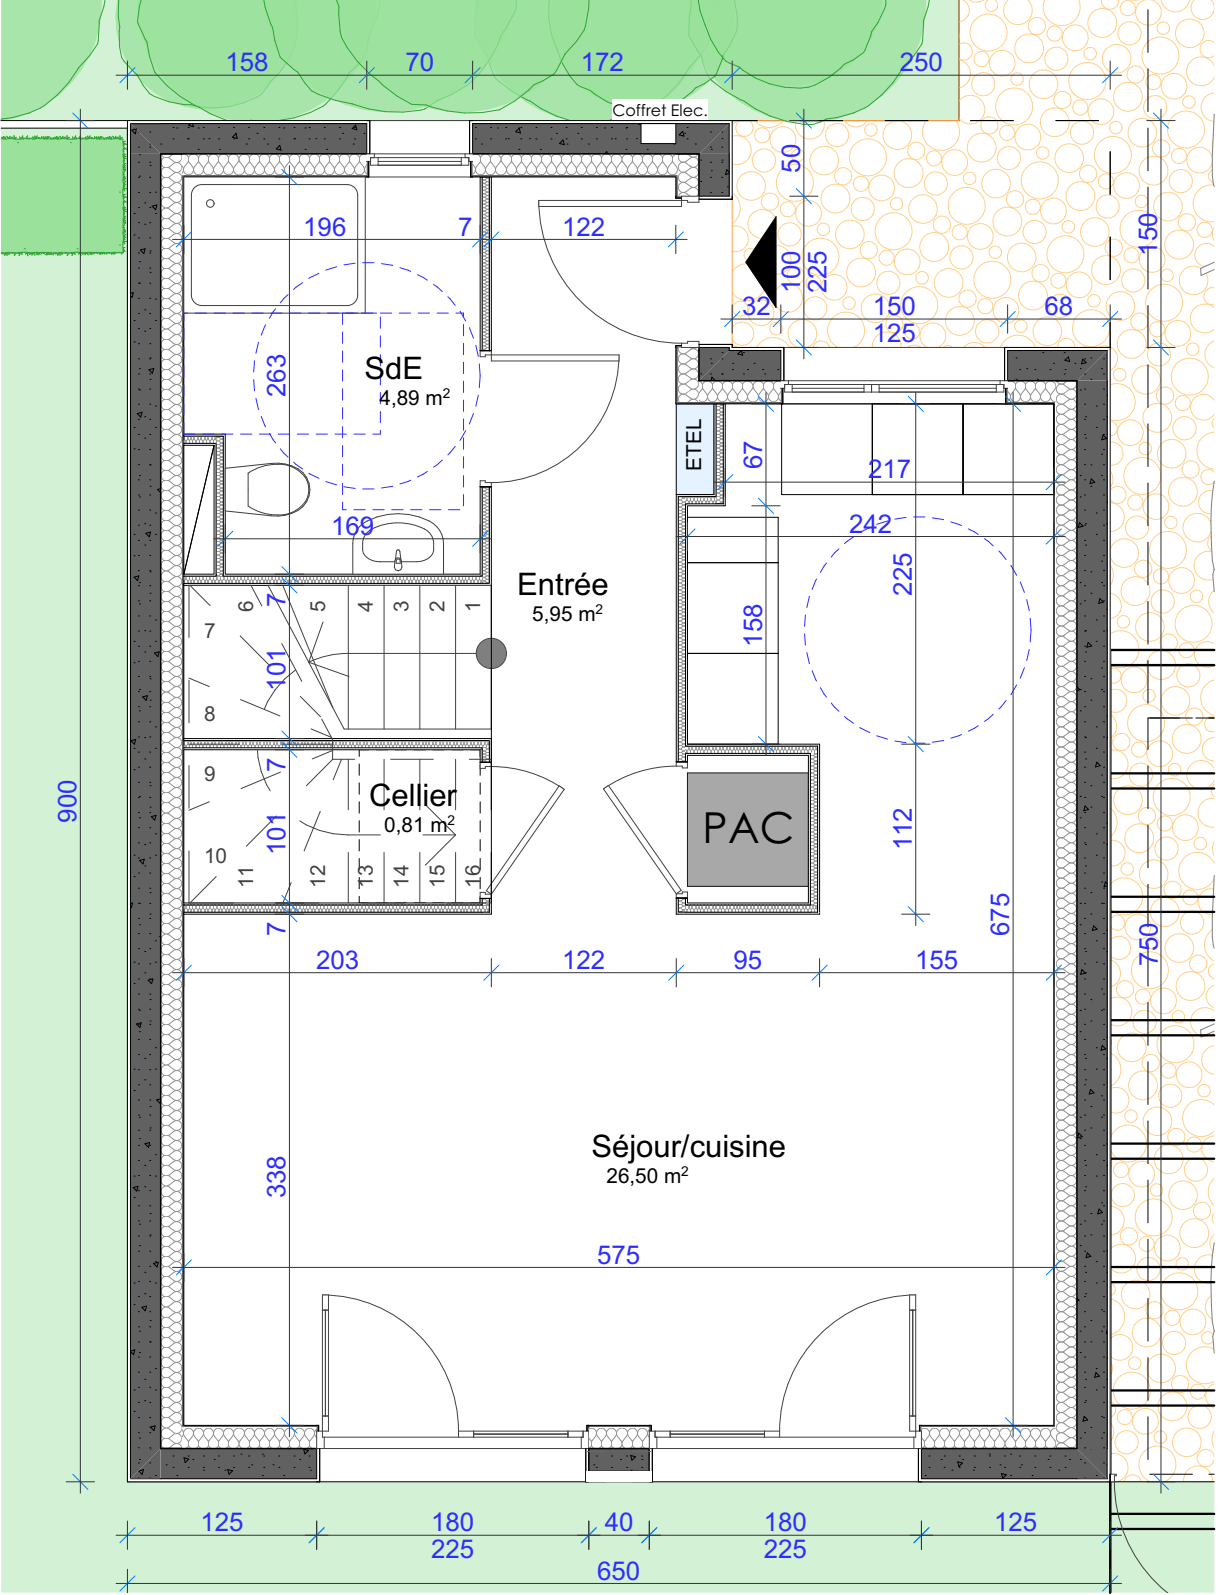 158 70 172 250
Coffret Elec.
50
150
196 7 122
100
225
32 150 68
125
263
SdE
4,89 m²
ETEL
67
217
169
242
225
Entrée
5,95 m²
7
6 5 4 3 2 1
7
158
101
8
9
7
Cellier
0,81 m²
900
101
PAC
112
10
11 12 13 14 15 16
7
675
750
203 122 95 155
Séjour/cuisine
26,50 m²
338
575
125 180 40 180 125
225 225
650